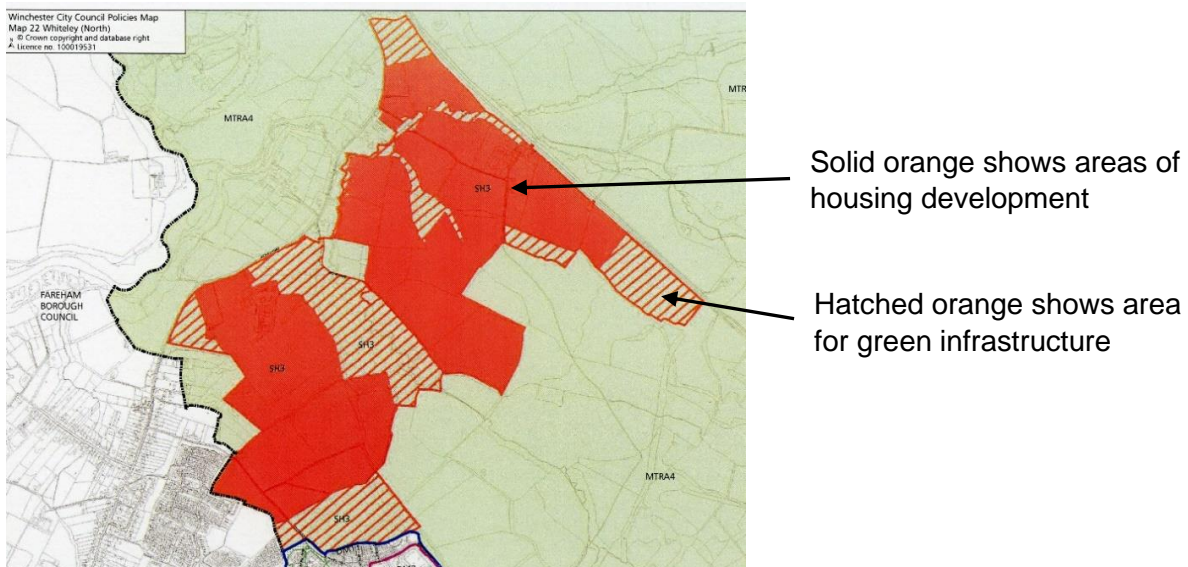 Winchester City Council Policies Map
Map 22 Whiteley (North)
© Crown copyright and database right
Licence no. 100019531
MTRA4
SH3
Solid orange shows areas of
housing development
Hatched orange shows area
for green infrastructure
FAREHAM
BOROUGH
COUNCIL
SH3
SH3
MTRA4
SH3